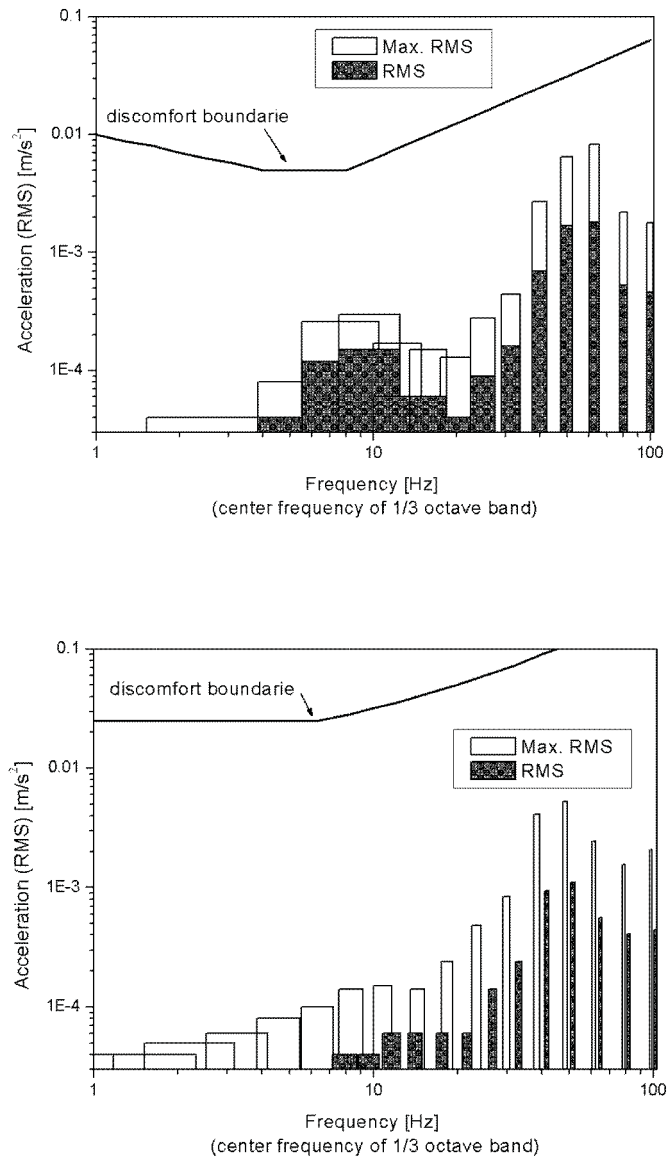 0.1
Max. RMS
RMS
discomfort boundarie
0.01
1E-3
1E-4
Acceleration (RMS) [m/s²]
1
10
100
Frequency [Hz]
(center frequency of 1/3 octave band)
0.1
discomfort boundarie
Max. RMS
RMS
0.01
1E-3
1E-4
Acceleration (RMS) [m/s²]
1
10
100
Frequency [Hz]
(center frequency of 1/3 octave band)